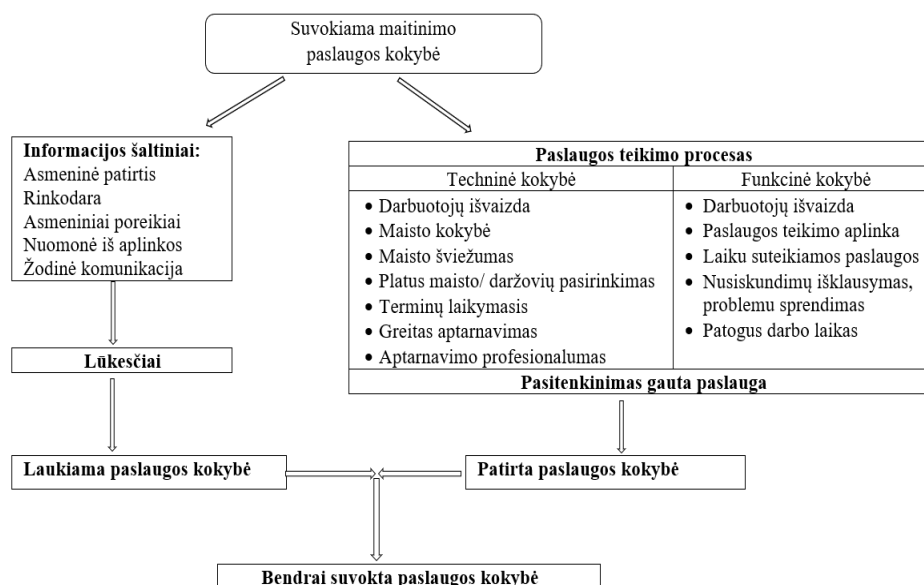 Suvokiama maitinimo
paslaugos kokybė
Informacijos šaltiniai:
Asmeninė patirtis
Rinkodara
Asmeniniai poreikiai
Nuomonė iš aplinkos
Žodinė komunikacija
Paslaugos teikimo procesas
Techninė kokybė
• Darbuotojų išvaizda
• Maisto kokybė
• Maisto šviežumas
• Platus maisto/ daržovių pasirinkimas
• Terminų laikymasis
• Greitas aptarnavimas
• Aptarnavimo profesionalumas
Funkcinė kokybė
• Darbuotojų išvaizda
• Paslaugos teikimo aplinka
• Laiku suteikiamos paslaugos
• Nusiskundimų išklausymas,
problemu sprendimas
• Patogus darbo laikas
Pasitenkinimas gauta paslauga
Lūkesčiai
Laukiama paslaugos kokybė
Patirta paslaugos kokybė
Bendrai suvokta paslaugos kokybė